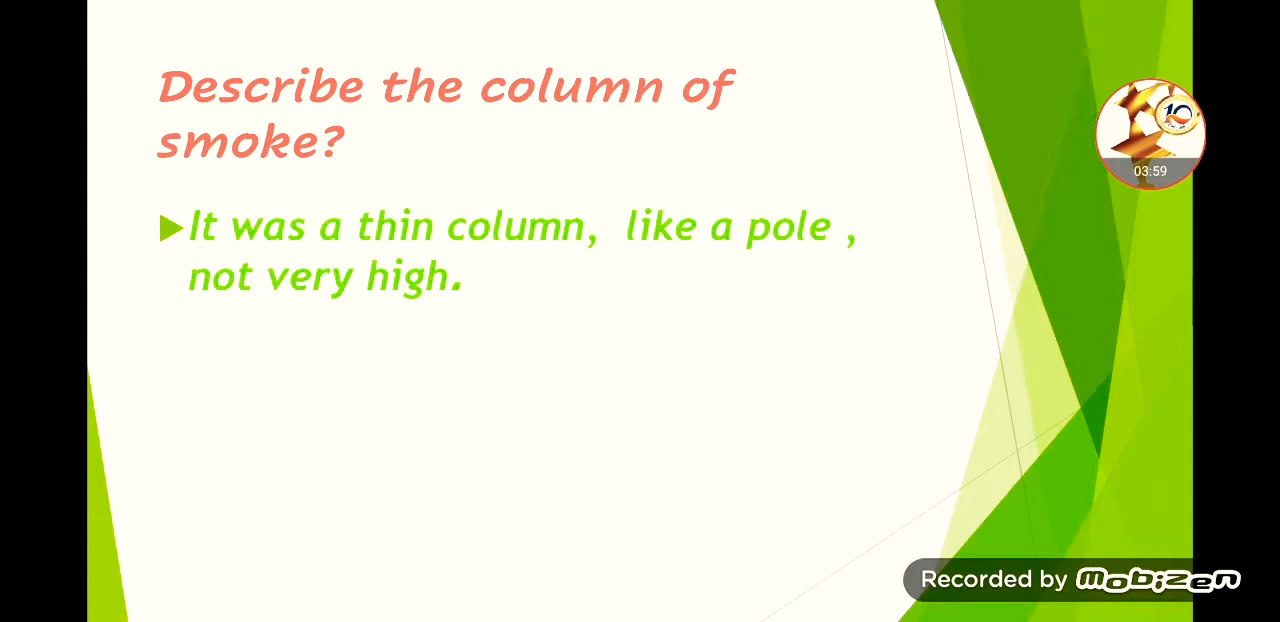 Describe the column of
smoke?
It was a thin column,  like a pole ,
not very high.
10
03:59
Recorded by mobizen